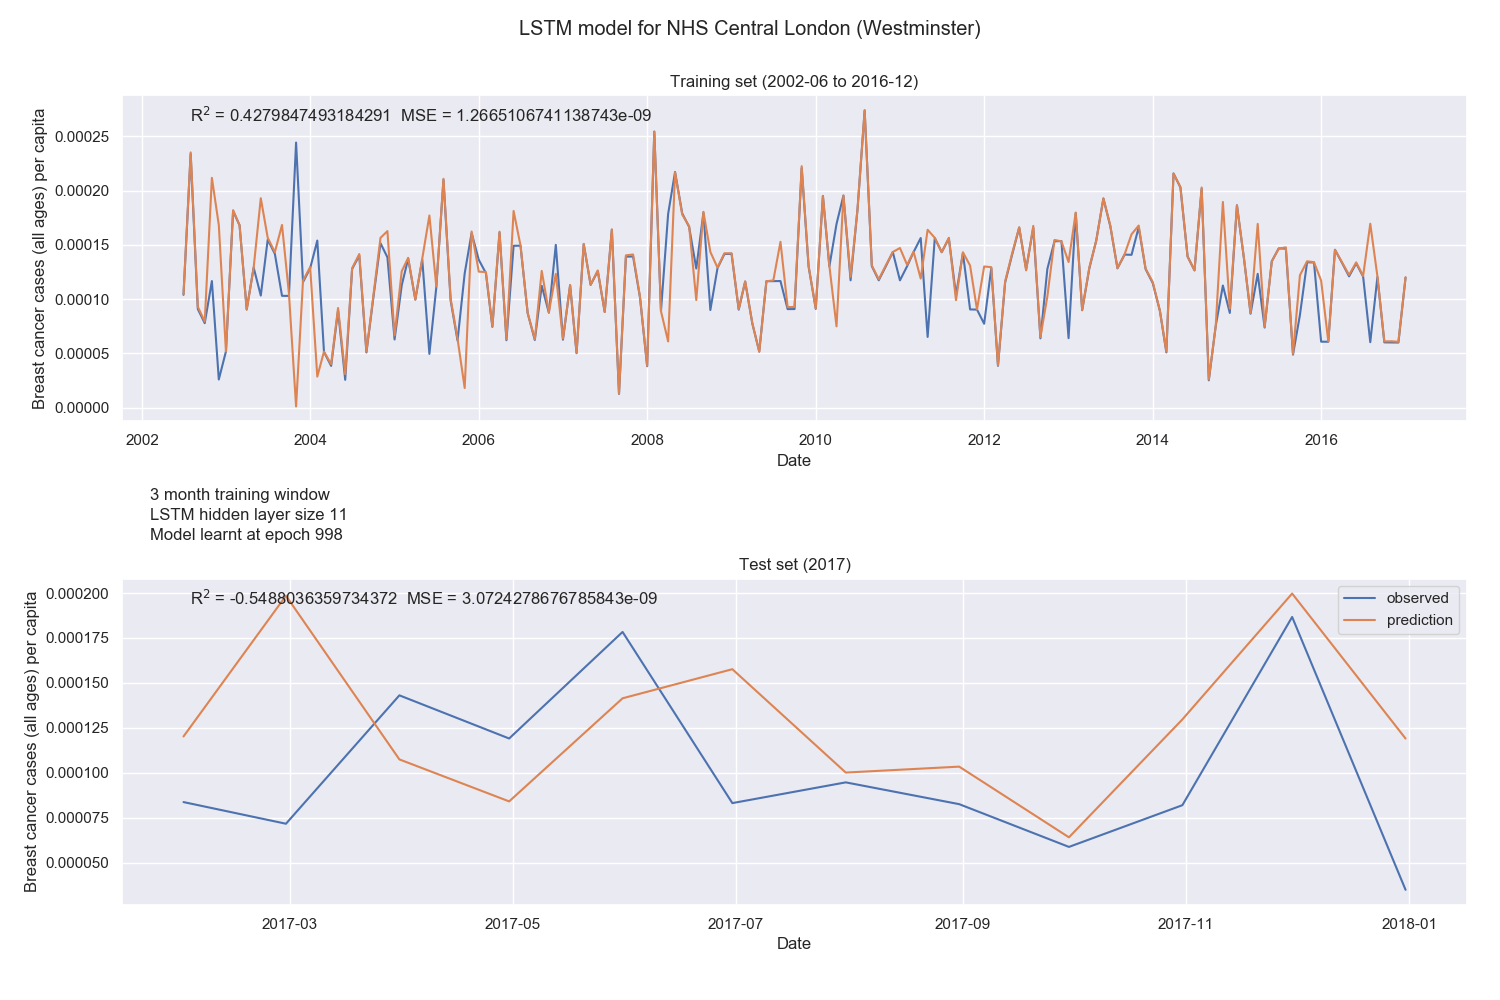 LSTM model for NHS Central London (Westminster)
Training set (2002-06 to 2016-12)
R² = 0.4279847493184291 MSE = 1.2665106741138743e-09
Breast cancer cases (all ages) per capita
0.00025
0.00020
0.00015
0.00010
0.00005
0.00000
2002 2004 2006 2008 2010 2012 2014 2016
Date
3 month training window
LSTM hidden layer size 11
Model learnt at epoch 998
Test set (2017)
R² = -0.5488036359734372 MSE = 3.0724278676785843e-09
observed
prediction
Breast cancer cases (all ages) per capita
0.000200
0.000175
0.000150
0.000125
0.000100
0.000075
0.000050
2017-03 2017-05 2017-07 2017-09 2017-11 2018-01
Date